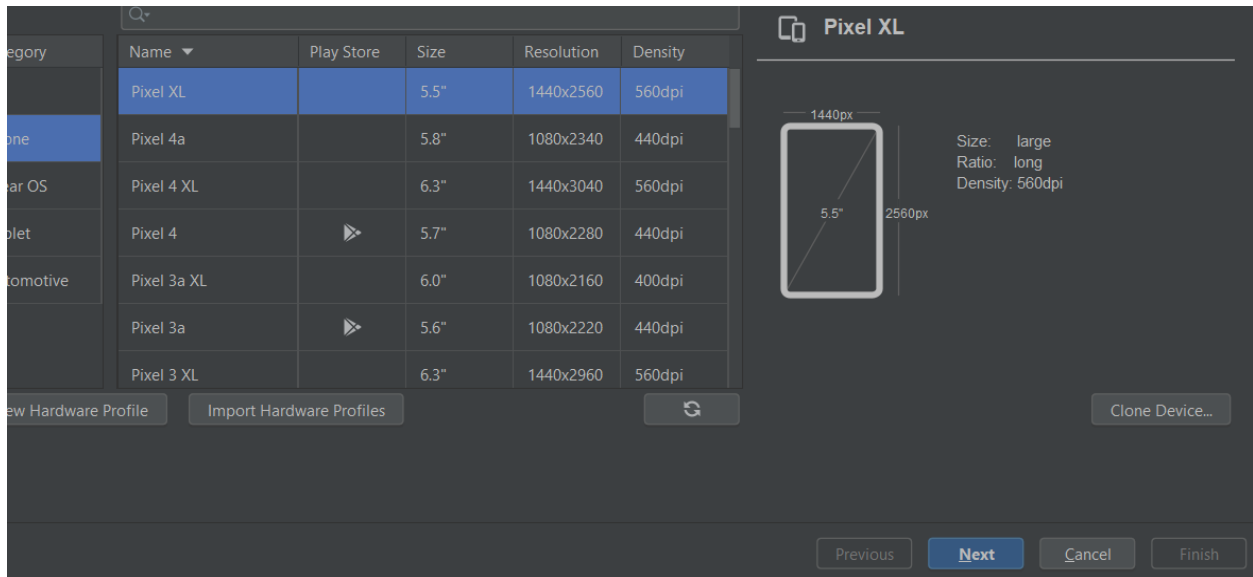 Pixel XL
egory
Name Play Store Size Resolution Density
Pixel XL 5.5" 1440x2560 560dpi
one
Pixel 4a 5.8" 1080x2340 440dpi
ear OS
Pixel 4 XL 6.3" 1440x3040 560dpi
blet
Pixel 4 5.7" 1080x2280 440dpi
tomotive
Pixel 3a XL 6.0" 1080x2160 400dpi
Pixel 3a 5.6" 1080x2220 440dpi
Pixel 3 XL 6.3" 1440x2960 560dpi
1440px
Size: large
Ratio: long
Density: 560dpi
5.5" 2560px
ew Hardware Profile Import Hardware Profiles Clone Device...
Previous Next Cancel Finish